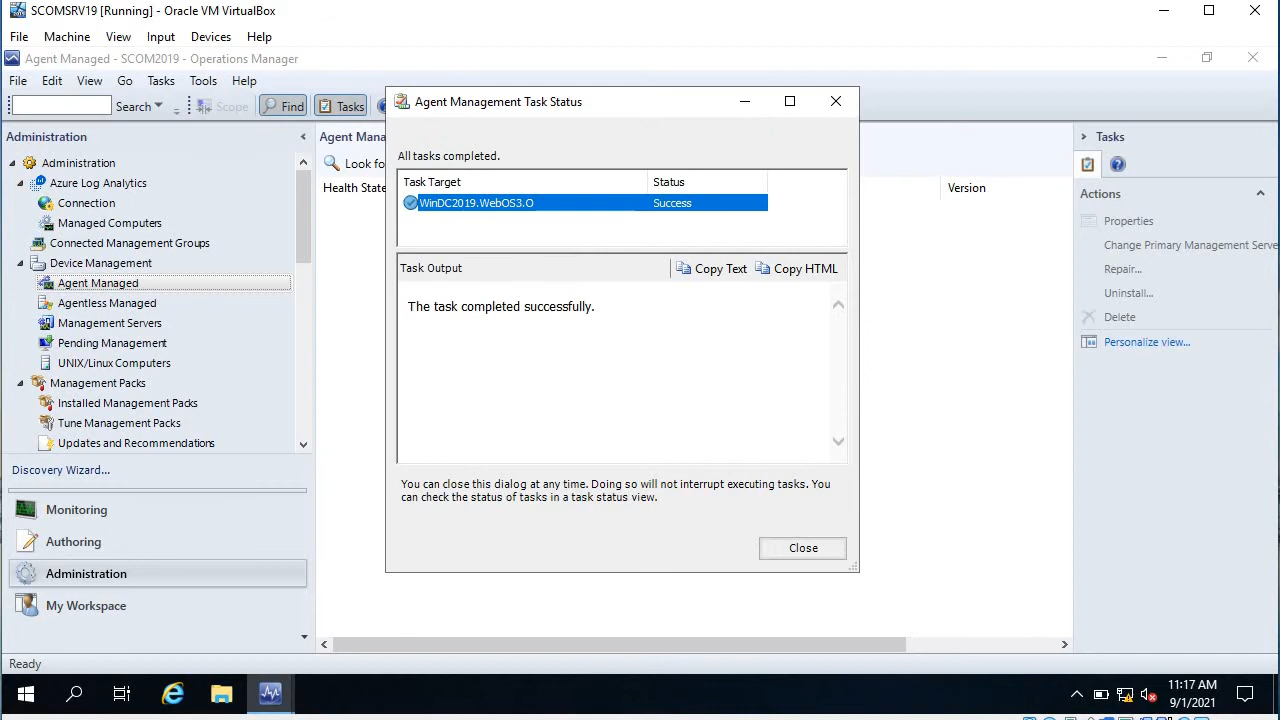 SCOMSRV19 [Running] - Oracle VM VirtualBox
File Machine View Input Devices Help
Agent Managed - SCOM2019 - Operations Manager
File Edit View Go Tasks Tools Help
Search Scope Find Tasks
Administration
Administration
Azure Log Analytics
Connection
Managed Computers
Connected Management Groups
Device Management
Agent Managed
Agentless Managed
Management Servers
Pending Management
UNIX/Linux Computers
Management Packs
Installed Management Packs
Tune Management Packs
Updates and Recommendations
Discovery Wizard...
Monitoring
Authoring
Administration
My Workspace
Agent Mana
Look fo
Health State
Version
Agent Management Task Status
All tasks completed.
Task Target Status
WinDC2019.WebOS3.O Success
Task Output Copy Text Copy HTML
The task completed successfully.
You can close this dialog at any time. Doing so will not interrupt executing tasks. You
can check the status of tasks in a task status view.
Close
Tasks
Actions
Properties
Change Primary Management Serve
Repair...
Uninstall...
Delete
Personalize view...
Ready
11:17 AM
9/1/2021